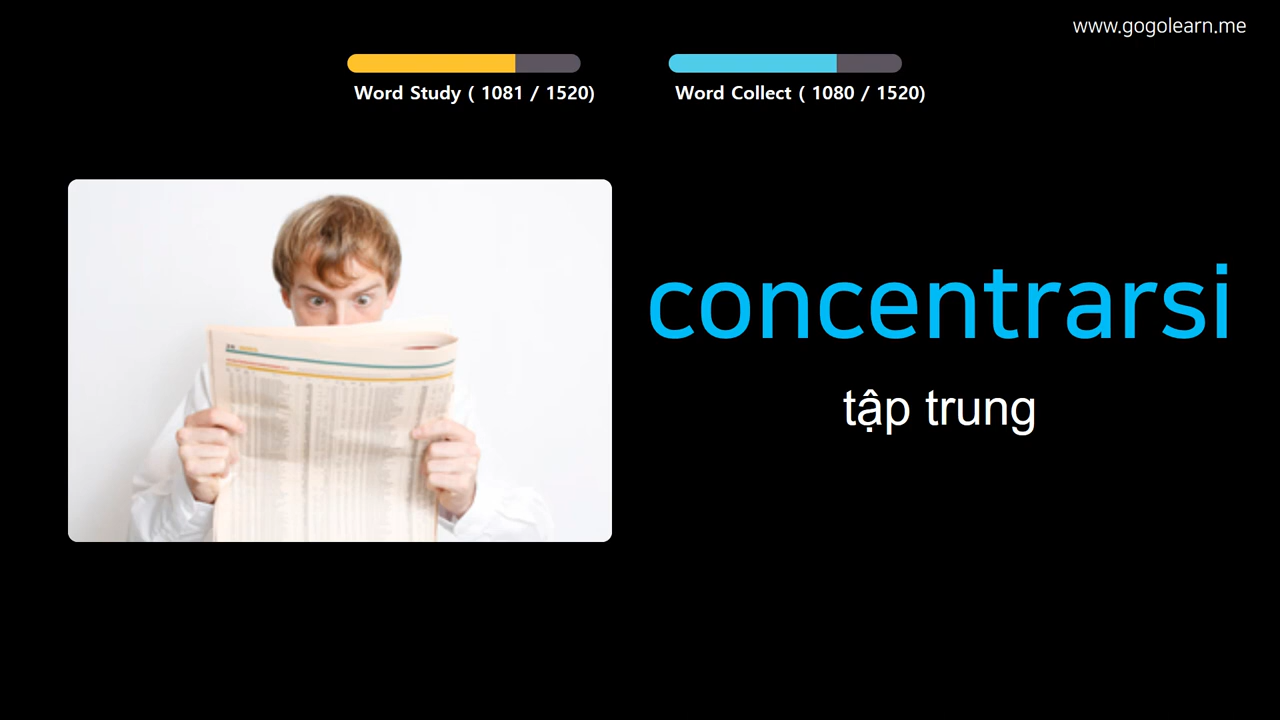 www.gogolearn.me
Word Study ( 1081 / 1520)
Word Collect ( 1080 / 1520)
concentrarsi
tập trung